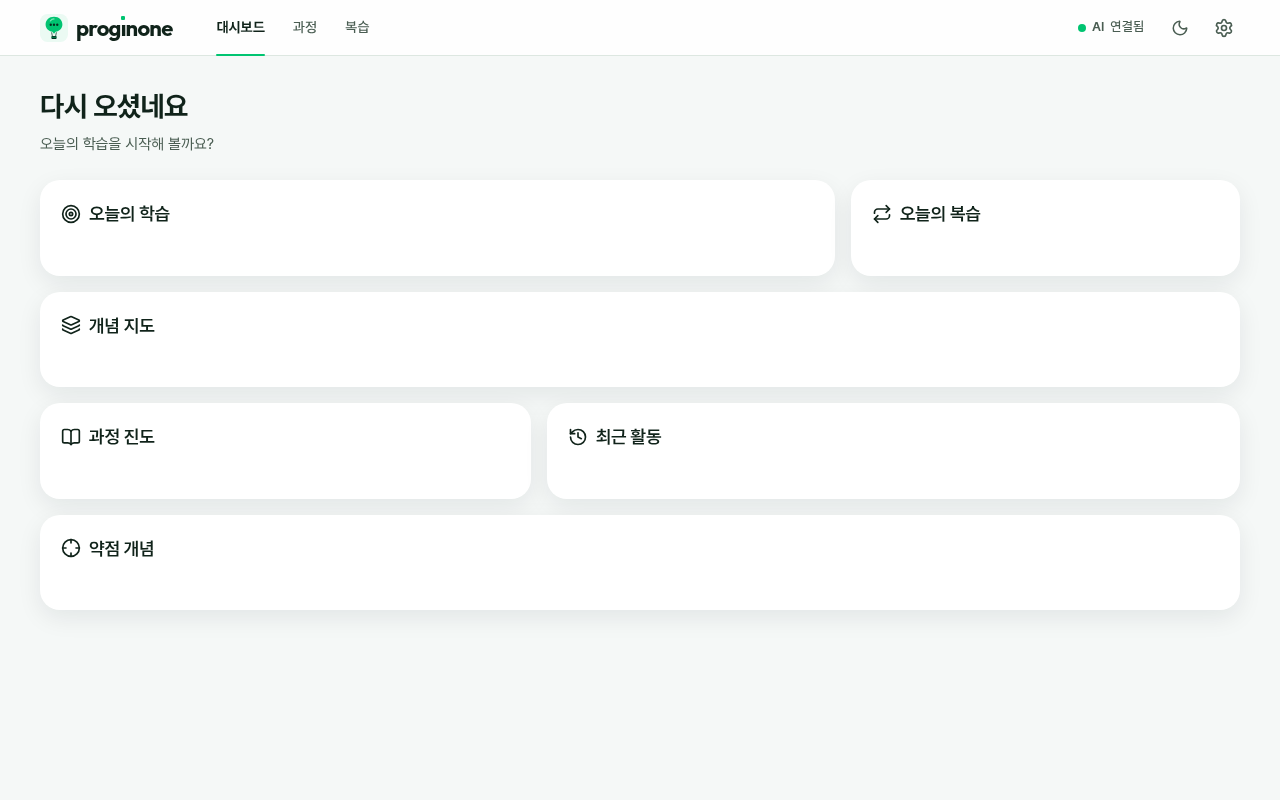 proginone
대시보드
과정
복습
AI 연결됨
다시 오셨네요
오늘의 학습을 시작해 볼까요?
오늘의 학습
오늘의 복습
개념 지도
과정 진도
최근 활동
약점 개념